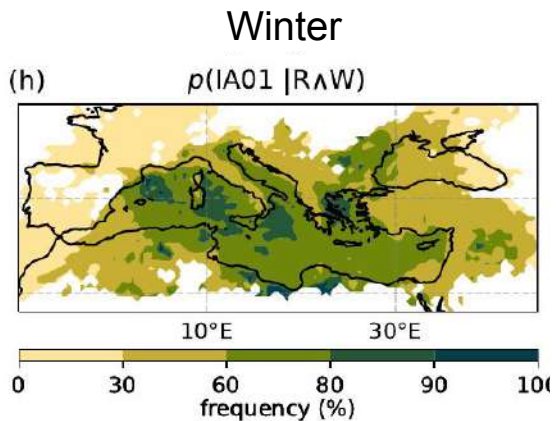 Winter
(h) p(IA01 |R∧W)
10°E 30°E
0 30 60 80 90 100
frequency (%)